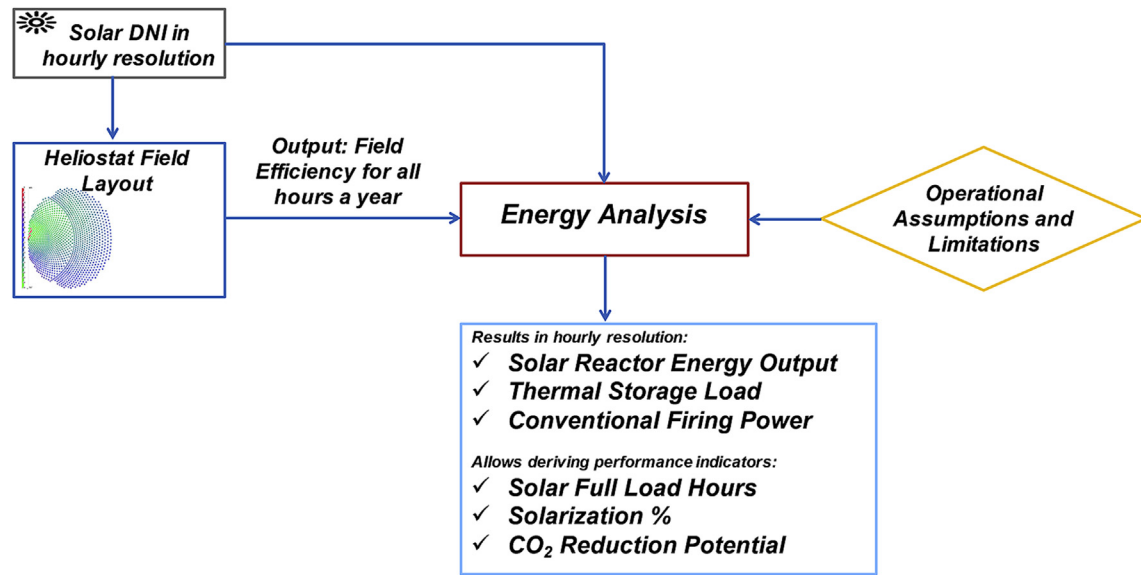 Solar DNI in
hourly resolution
Heliostat Field
Layout
Output: Field
Efficiency for all
hours a year
Energy Analysis
Operational
Assumptions and
Limitations
Results in hourly resolution:
✓ Solar Reactor Energy Output
✓ Thermal Storage Load
✓ Conventional Firing Power
Allows deriving performance indicators:
✓ Solar Full Load Hours
✓ Solarization %
✓ CO₂ Reduction Potential